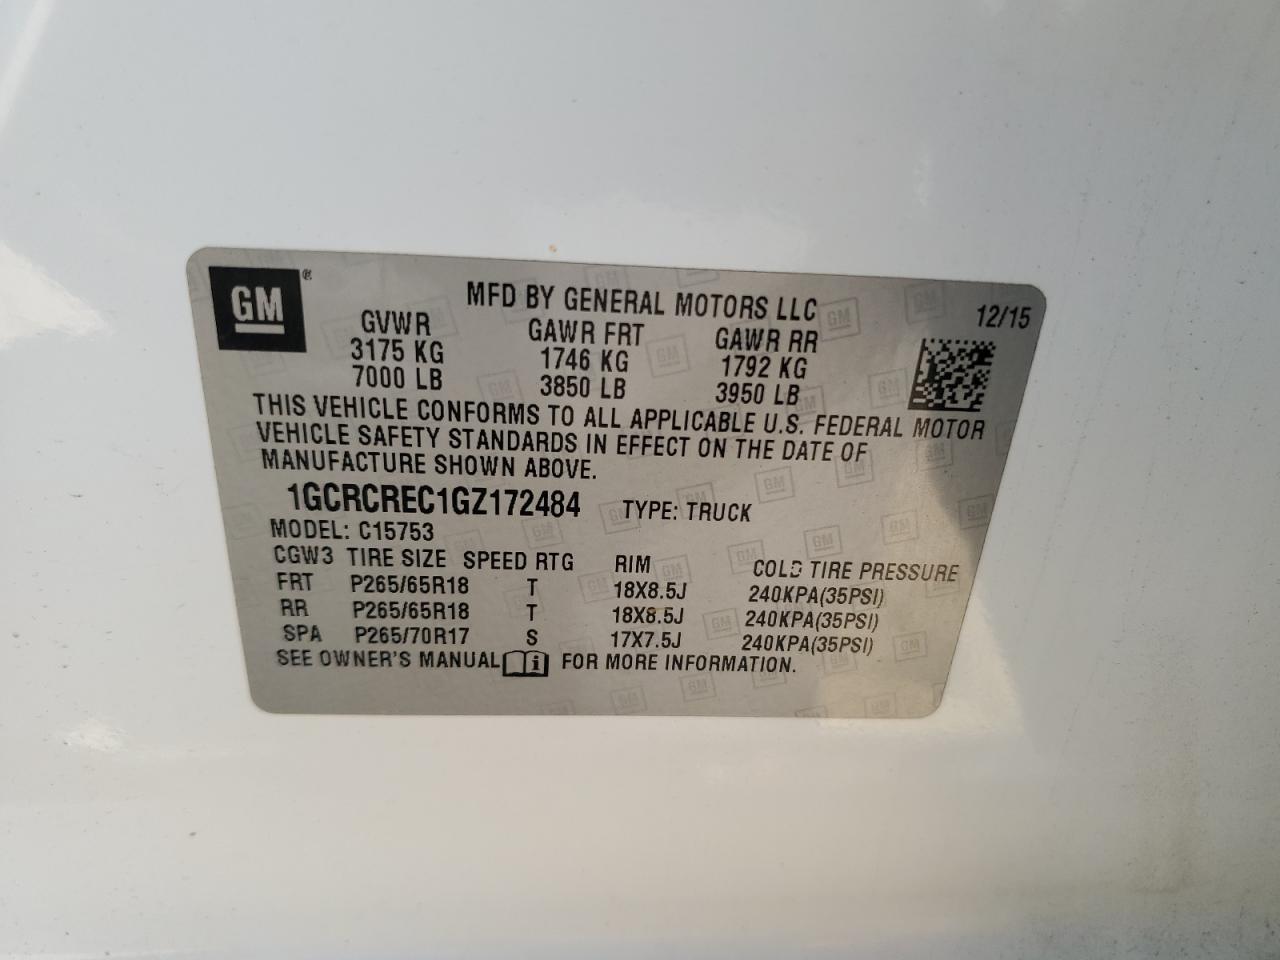 GM®
MFD BY GENERAL MOTORS LLC
12/15
GVWR GAWR FRT GAWR RR
3175 KG 1746 KG 1792 KG
7000 LB 3850 LB 3950 LB
THIS VEHICLE CONFORMS TO ALL APPLICABLE U.S. FEDERAL MOTOR
VEHICLE SAFETY STANDARDS IN EFFECT ON THE DATE OF
MANUFACTURE SHOWN ABOVE.
1GCRCREC1GZ172484 TYPE: TRUCK
MODEL: C15753
CGW3 TIRE SIZE SPEED RTG RIM COLD TIRE PRESSURE
FRT P265/65R18 T 18X8.5J 240KPA(35PSI)
RR P265/65R18 T 18X8.5J 240KPA(35PSI)
SPA P265/70R17 S 17X7.5J 240KPA(35PSI)
SEE OWNER'S MANUAL FOR MORE INFORMATION.